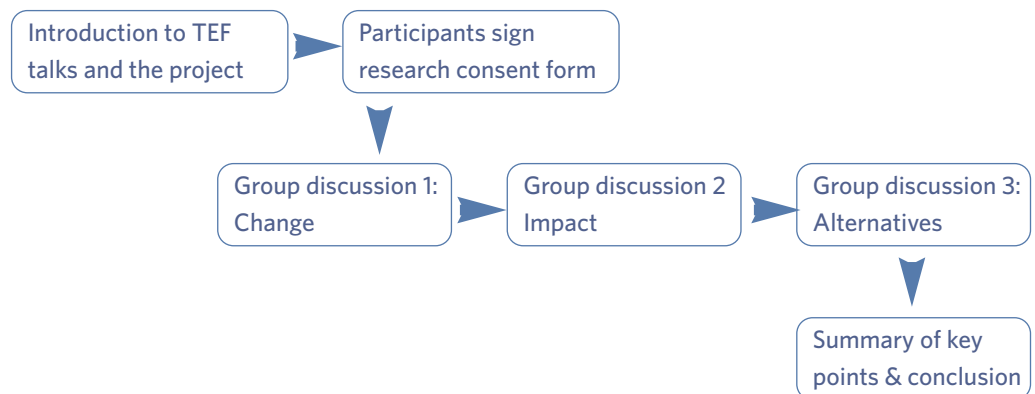 Introduction to TEF
talks and the project
Participants sign
research consent form
Group discussion 1:
Change
Group discussion 2
Impact
Group discussion 3:
Alternatives
Summary of key
points & conclusion